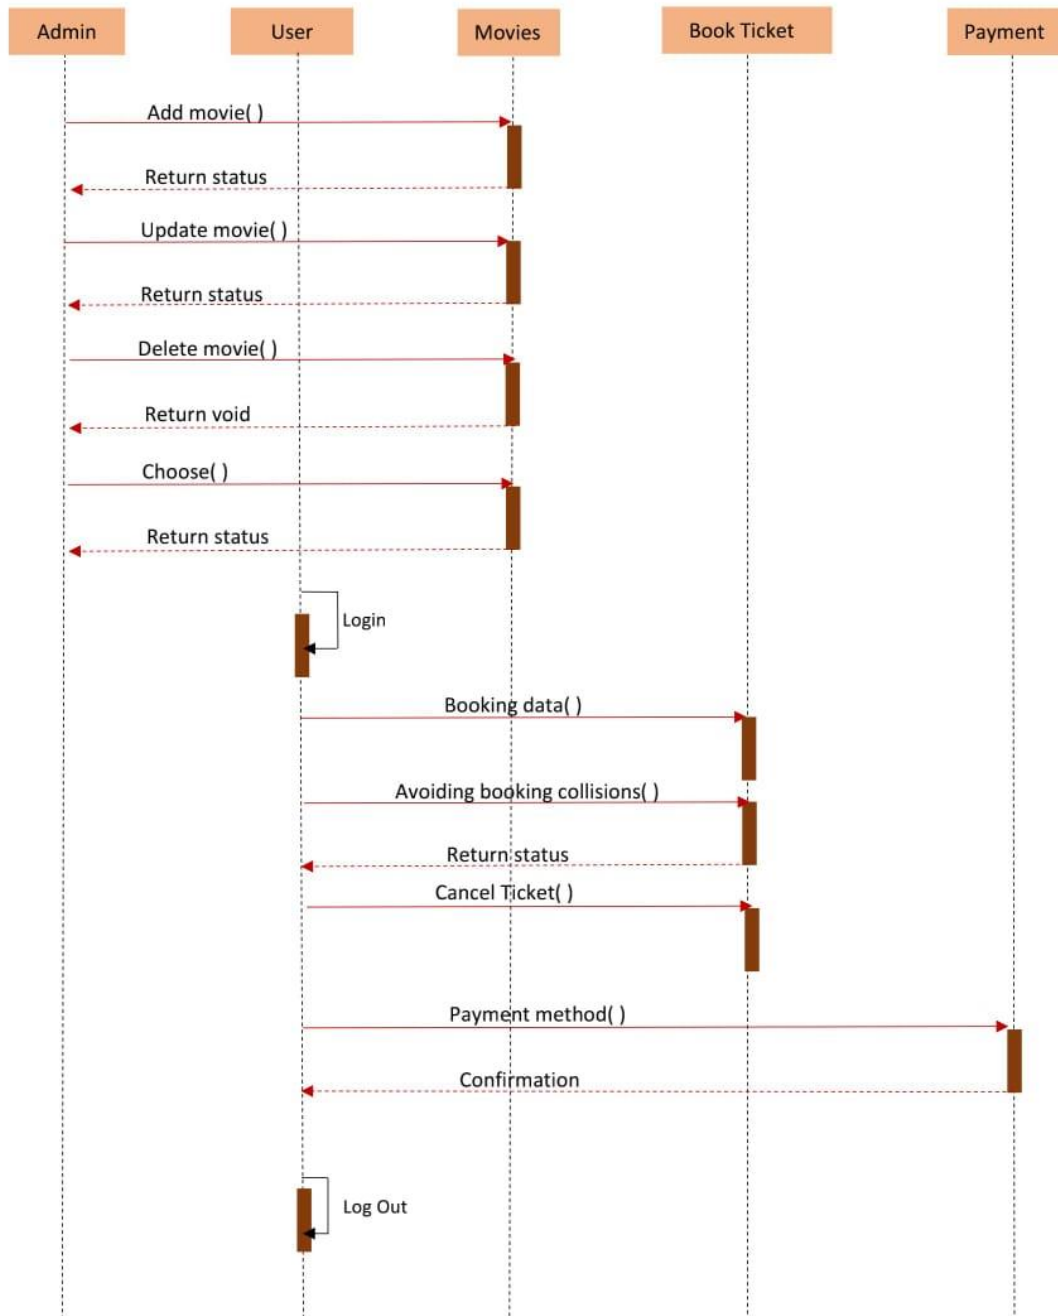 Admin
User
Movies
Book Ticket
Payment
Add movie( )
Return status
Update movie( )
Return status
Delete movie( )
Return void
Choose( )
Return status
Login
Booking data( )
Avoiding booking collisions( )
Return status
Cancel Ticket( )
Payment method( )
Confirmation
Log Out